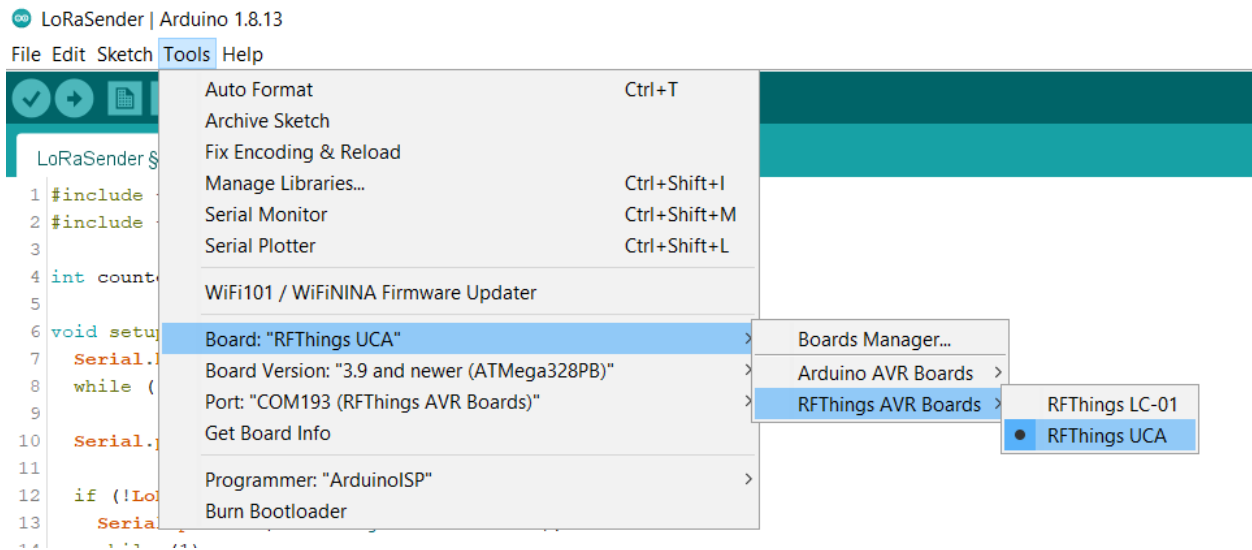 LoRaSender | Arduino 1.8.13
File Edit Sketch Tools Help
Auto Format Ctrl+T
Archive Sketch
Fix Encoding & Reload
Manage Libraries... Ctrl+Shift+I
Serial Monitor Ctrl+Shift+M
Serial Plotter Ctrl+Shift+L
WiFi101 / WiFiNINA Firmware Updater
Board: "RFThings UCA"
Board Version: "3.9 and newer (ATMega328PB)"
Port: "COM193 (RFThings AVR Boards)"
Get Board Info
Programmer: "ArduinoISP"
Burn Bootloader
Boards Manager...
Arduino AVR Boards
RFThings AVR Boards
RFThings LC-01
RFThings UCA
LoRaSender §
1 #include
2 #include
3
4 int count
5
6 void setu
7 Serial.
8 while (
9
10 Serial.
11
12 if (!Lo
13 Seria
14